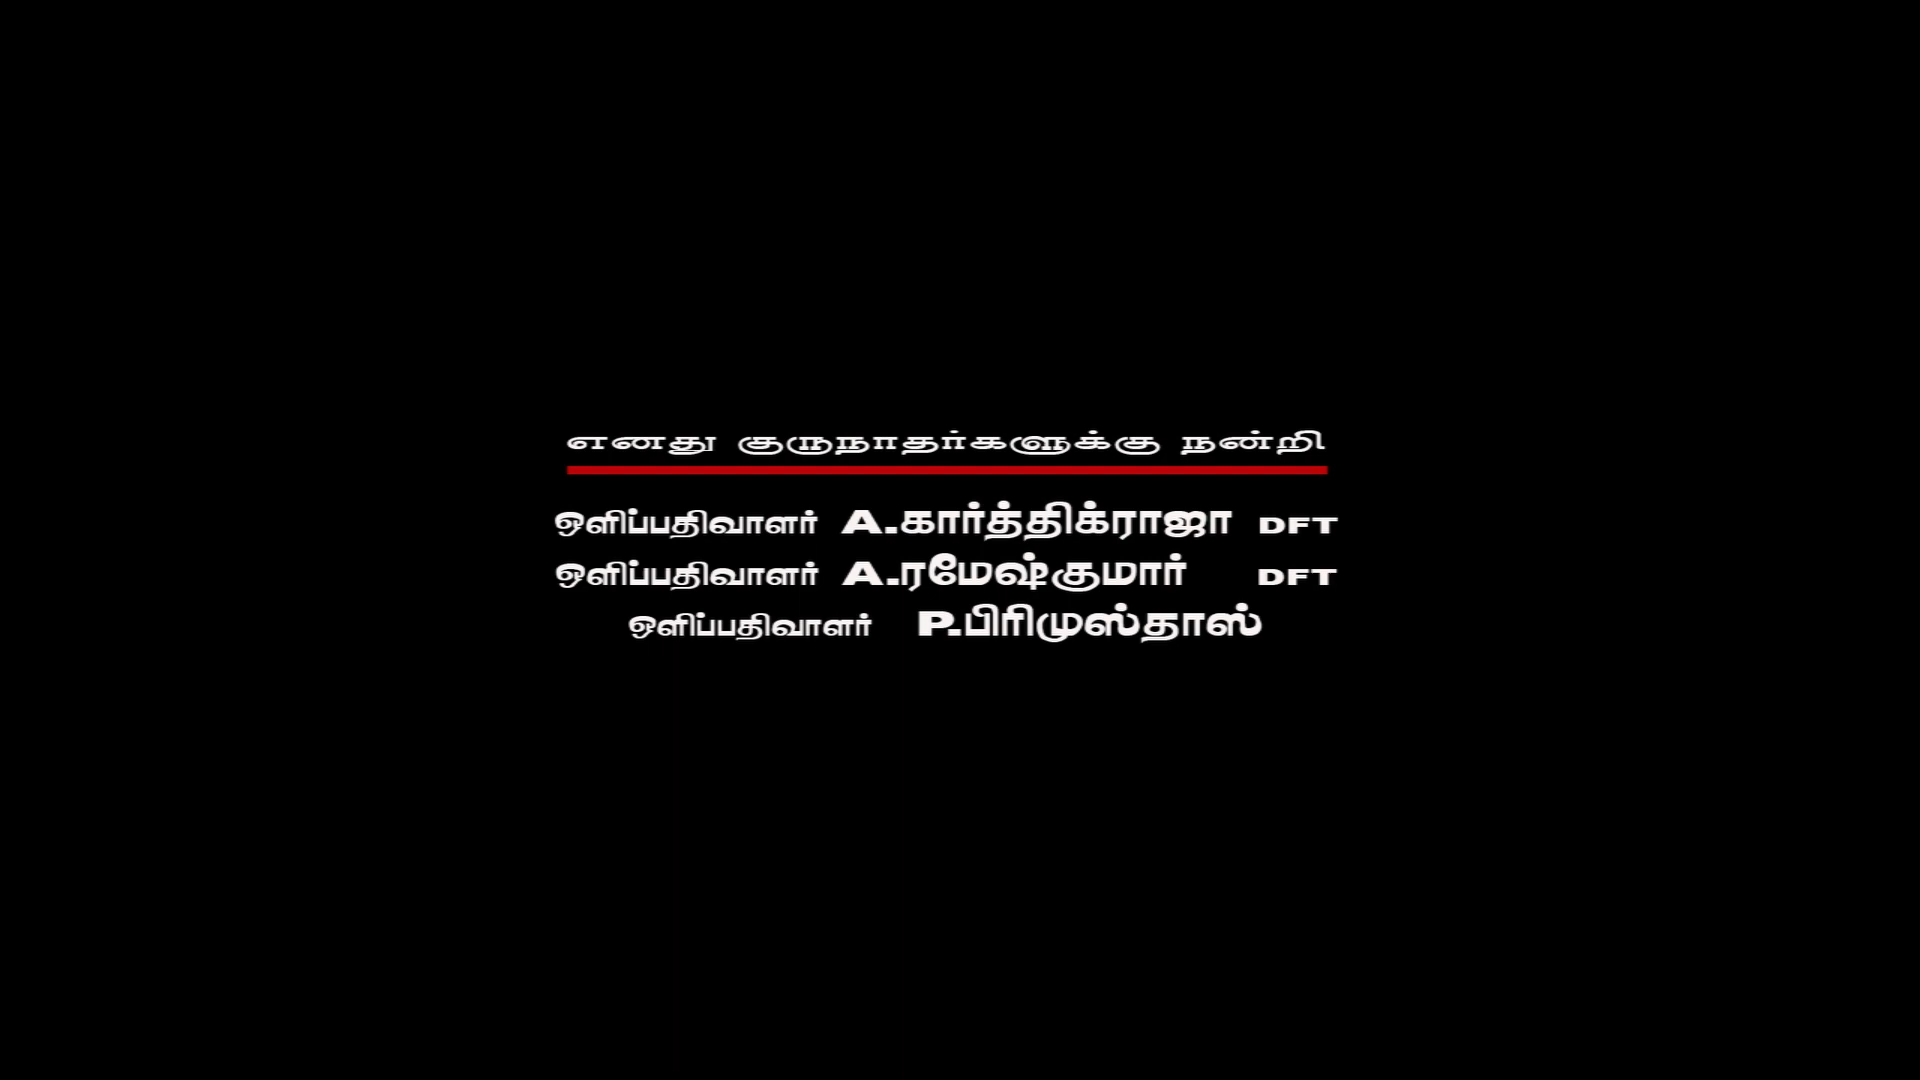 எனது குருநாதர்களுக்கு நன்றி
ஒளிப்பதிவாளர் A.கார்த்திக்ராஜா DFT
ஒளிப்பதிவாளர் A.ரமேஷ்குமார் DFT
ஒளிப்பதிவாளர் P.பிரிமுஸ்தாஸ்